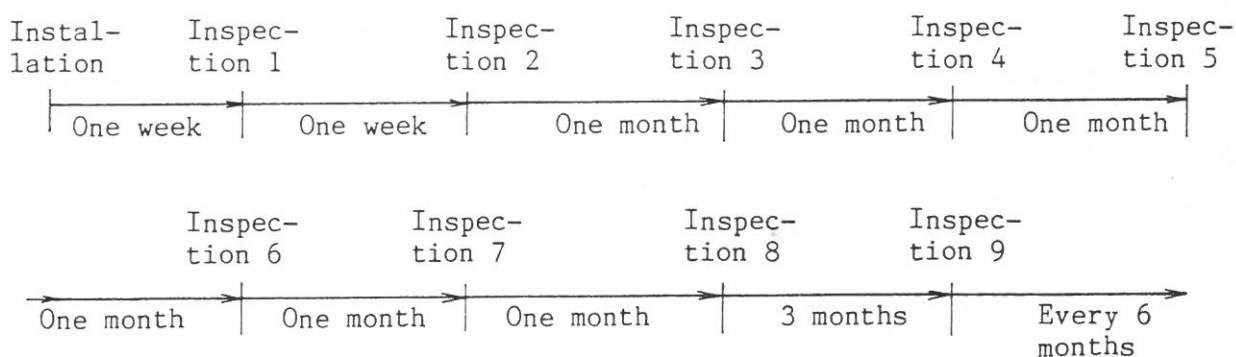 Instal- Inspec- Inspec- Inspec- Inspec- Inspec-
lation tion 1 tion 2 tion 3 tion 4 tion 5
One week One week One month One month One month
Inspec- Inspec- Inspec- Inspec-
tion 6 tion 7 tion 8 tion 9
One month One month One month 3 months Every 6
months